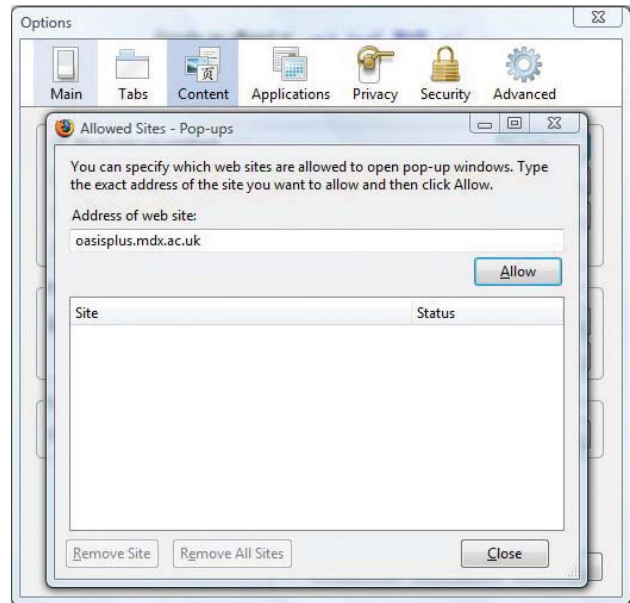 Options
Main Tabs Content Applications Privacy Security Advanced
Allowed Sites - Pop-ups
You can specify which web sites are allowed to open pop-up windows. Type
the exact address of the site you want to allow and then click Allow.
Address of web site:
oasisplus.mdx.ac.uk
Allow
Site Status
Remove Site Remove All Sites Close